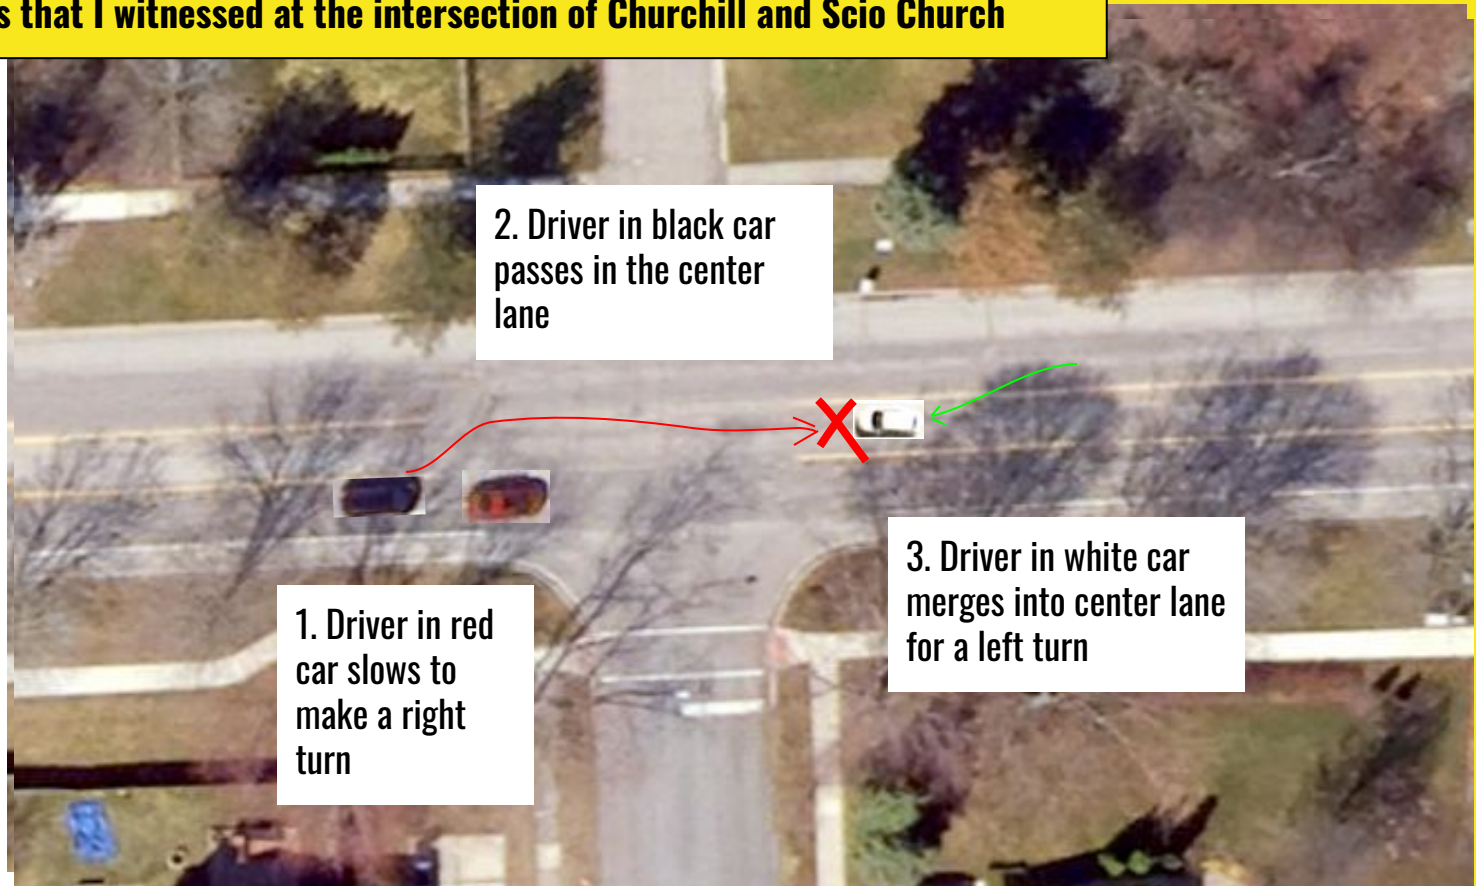 s that I witnessed at the intersection of Churchill and Scio Church
2. Driver in black car
passes in the center
lane
3. Driver in white car
merges into center lane
for a left turn
1. Driver in red
car slows to
make a right
turn